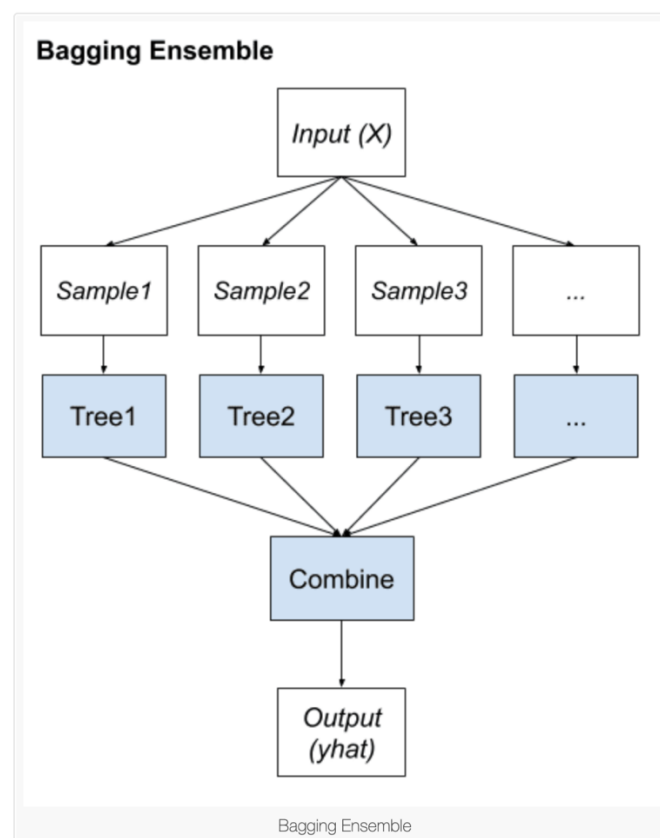 Bagging Ensemble
Input (X)
Sample1
Sample2
Sample3
...
Tree1
Tree2
Tree3
...
Combine
Output
(yhat)
Bagging Ensemble